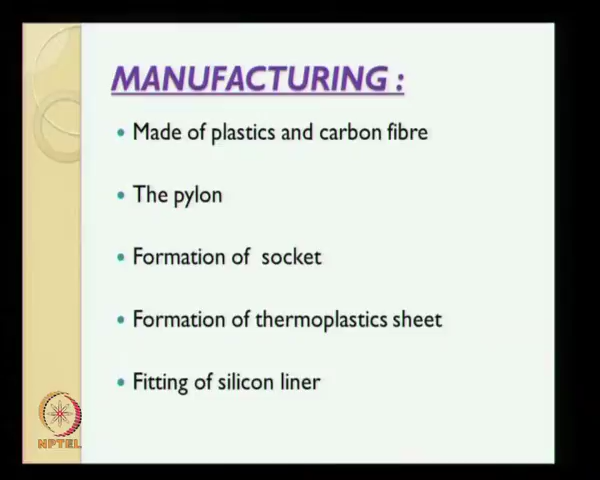 MANUFACTURING :
Made of plastics and carbon fibre
The pylon
Formation of socket
Formation of thermoplastics sheet
Fitting of silicon liner
NPTEL